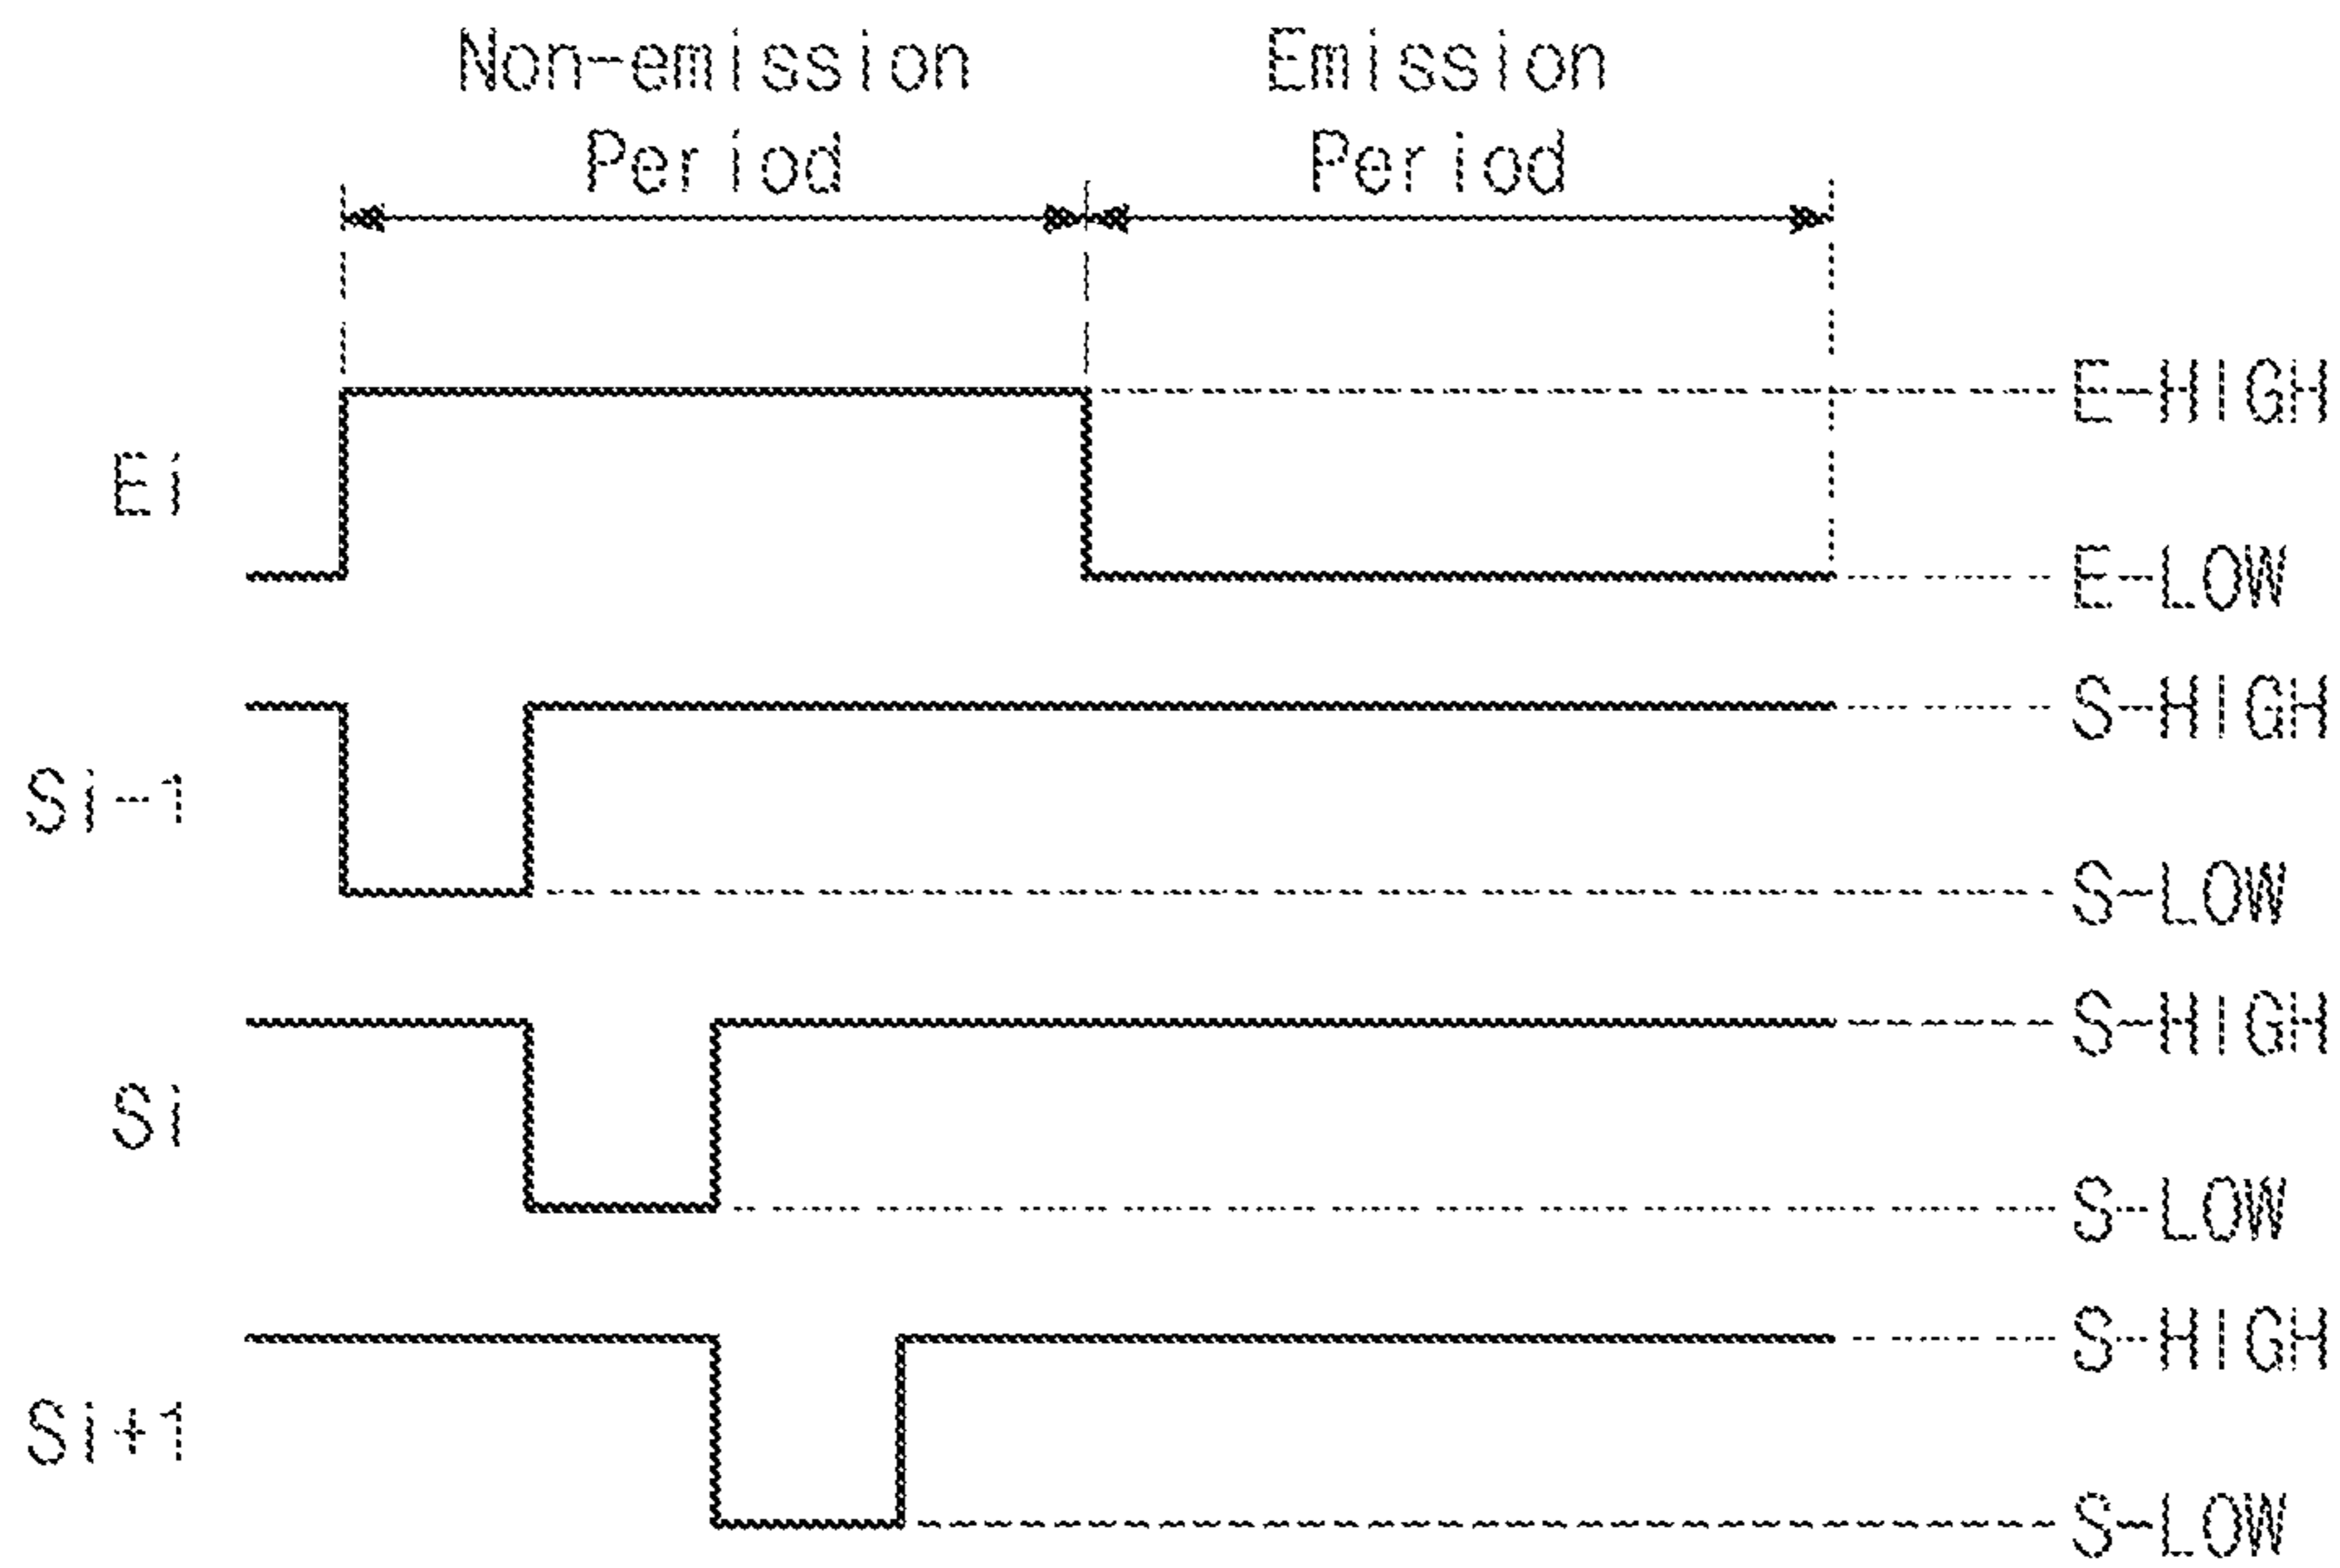 Non-emission
Period
Emission
Period
Ei
E-HIGH
E-LOW
Si-1
S-HIGH
S-LOW
Si
S-HIGH
S-LOW
Si+1
S-HIGH
S-LOW